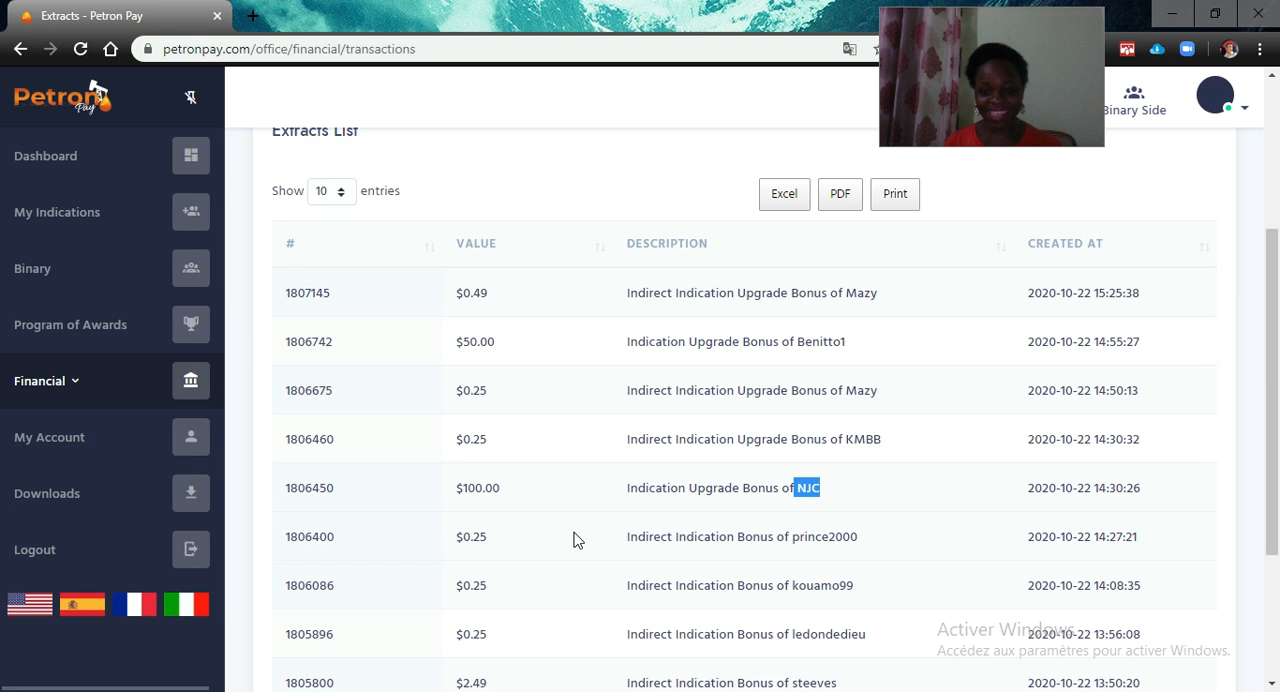 Extracts - Petron Pay
petronpay.com/office/financial/transactions
Petron Pay
Binary Side
Dashboard
My Indications
Binary
Program of Awards
Financial
My Account
Downloads
Logout
Extracts List
Show 10 entries
Excel PDF Print
# VALUE DESCRIPTION CREATED AT
1807145 $0.49 Indirect Indication Upgrade Bonus of Mazy 2020-10-22 15:25:38
1806742 $50.00 Indication Upgrade Bonus of Benitto1 2020-10-22 14:55:27
1806675 $0.25 Indirect Indication Upgrade Bonus of Mazy 2020-10-22 14:50:13
1806460 $0.25 Indirect Indication Upgrade Bonus of KMBB 2020-10-22 14:30:32
1806450 $100.00 Indication Upgrade Bonus of NJC 2020-10-22 14:30:26
1806400 $0.25 Indirect Indication Bonus of prince2000 2020-10-22 14:27:21
1806086 $0.25 Indirect Indication Bonus of kouamo99 2020-10-22 14:08:35
1805896 $0.25 Indirect Indication Bonus of ledondedieu 2020-10-22 13:56:08
1805800 $2.49 Indirect Indication Bonus of steeves 2020-10-22 13:50:20
Activer Windows
Accédez aux paramètres pour activer Windows.